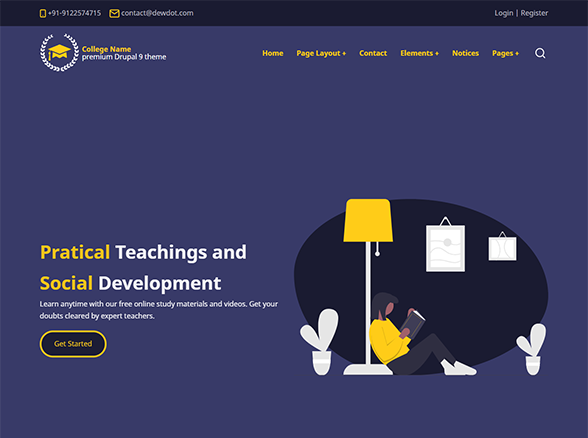 +91-9122574715 contact@dewdot.com Login | Register
College Name
premium Drupal 9 theme
Home Page Layout + Contact Elements + Notices Pages +
Pratical Teachings and
Social Development
Learn anytime with our free online study materials and videos. Get your
doubts cleared by expert teachers.
Get Started